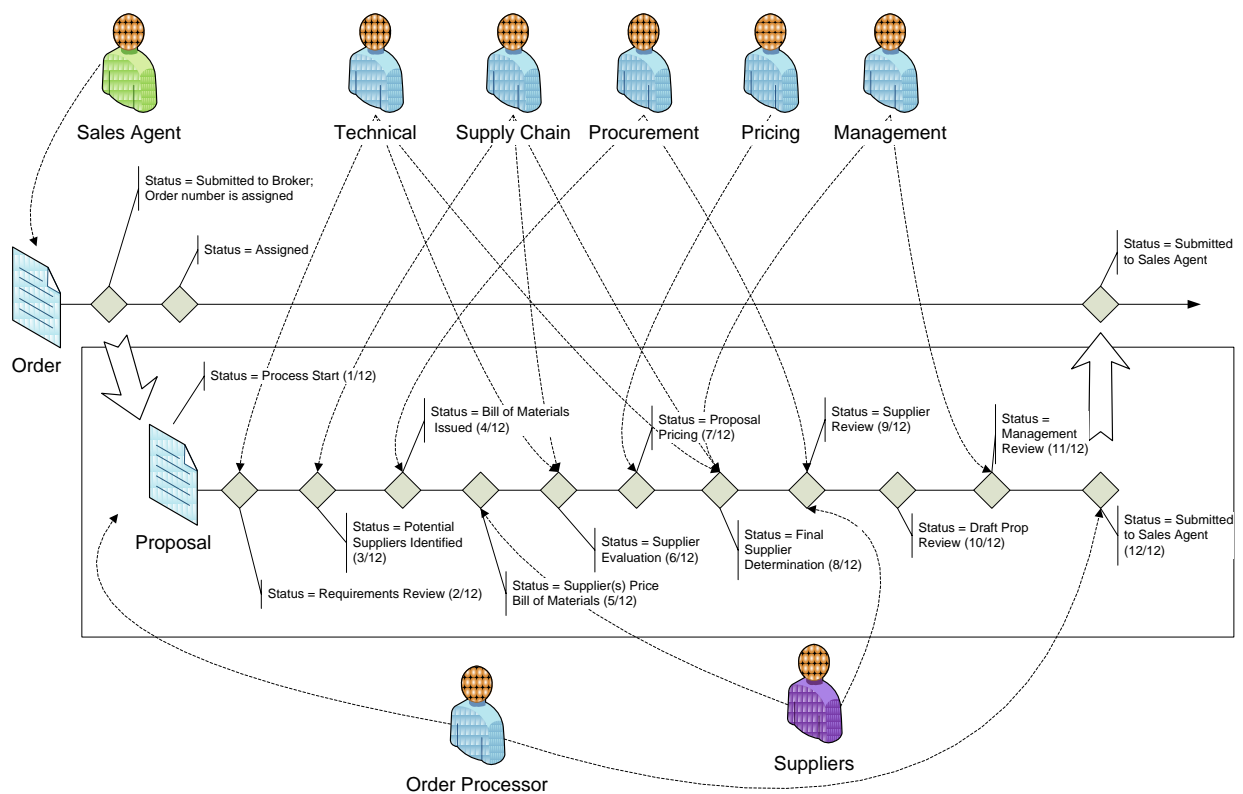 Sales Agent
Technical
Supply Chain
Procurement
Pricing
Management
Status = Submitted to Broker;
Order number is assigned
Status = Assigned
Status = Submitted
to Sales Agent
Order
Status = Process Start (1/12)
Status = Bill of Materials
Issued (4/12)
Status = Proposal
Pricing (7/12)
Status = Supplier
Review (9/12)
Status =
Management
Review (11/12)
Proposal
Status = Potential
Suppliers Identified
(3/12)
Status = Supplier
Evaluation (6/12)
Status = Final
Supplier
Determination (8/12)
Status = Draft Prop
Review (10/12)
Status = Submitted
to Sales Agent
(12/12)
Status = Requirements Review (2/12)
Status = Supplier(s) Price
Bill of Materials (5/12)
Order Processor
Suppliers